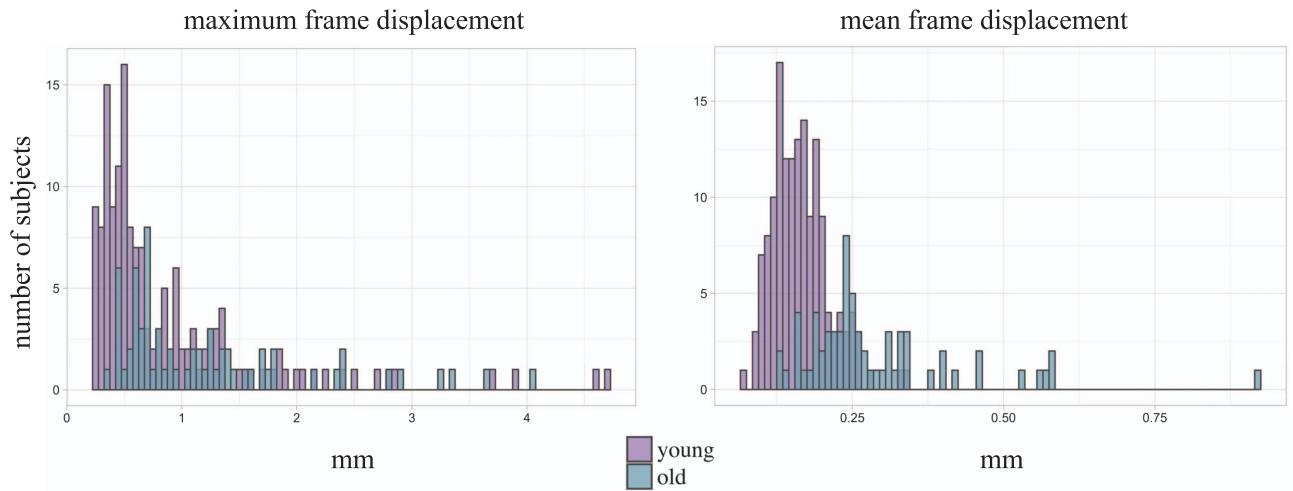 maximum frame displacement
mean frame displacement
number of subjects
15
10
5
0
0
1
2
3
4
mm
15
10
5
0
0.25
0.50
0.75
mm
young
old